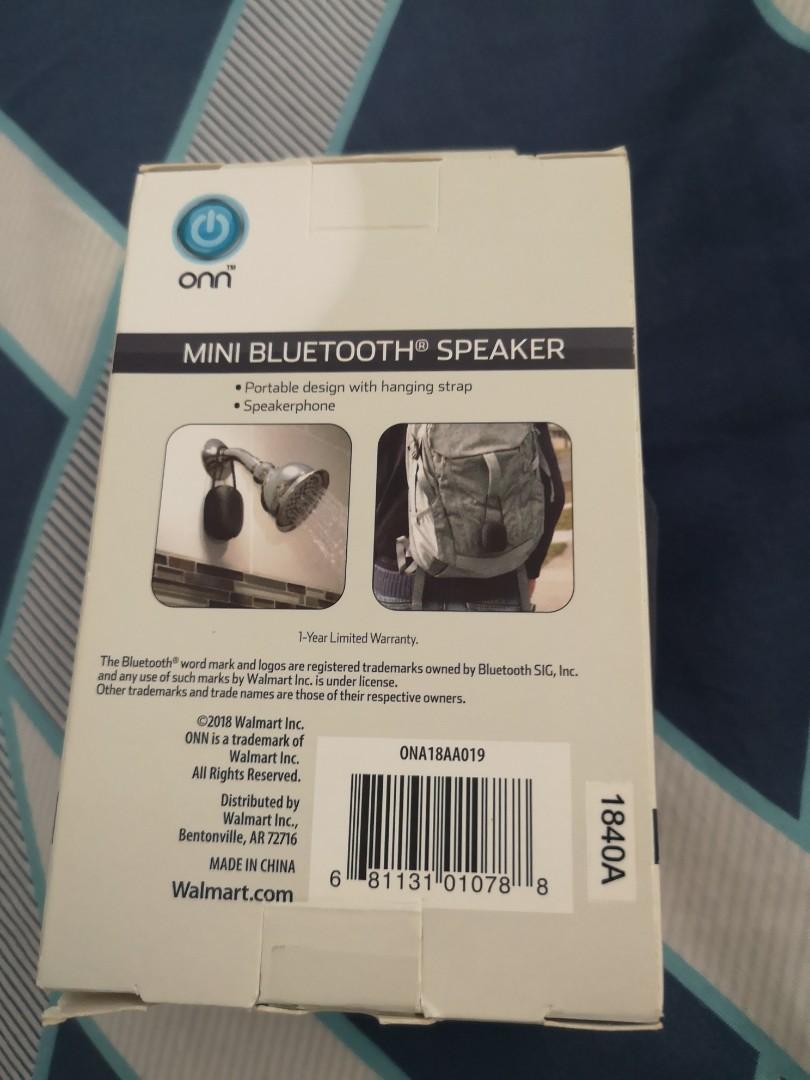 onn™
MINI BLUETOOTH® SPEAKER
• Portable design with hanging strap
• Speakerphone
1-Year Limited Warranty.
The Bluetooth® word mark and logos are registered trademarks owned by Bluetooth SIG, Inc.
and any use of such marks by Walmart Inc. is under license.
Other trademarks and trade names are those of their respective owners.
©2018 Walmart Inc.
ONN is a trademark of
Walmart Inc.
All Rights Reserved.
Distributed by
Walmart Inc.,
Bentonville, AR 72716
MADE IN CHINA
Walmart.com
ONA18AA019
6 81131 01078 8
1840A